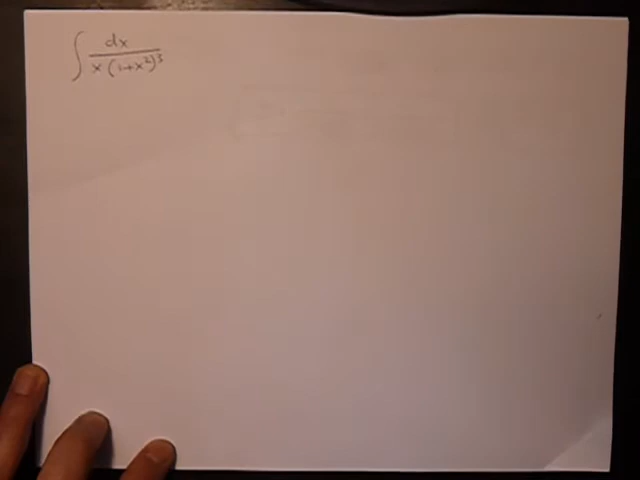 ∫ dx / x(1+x²)³